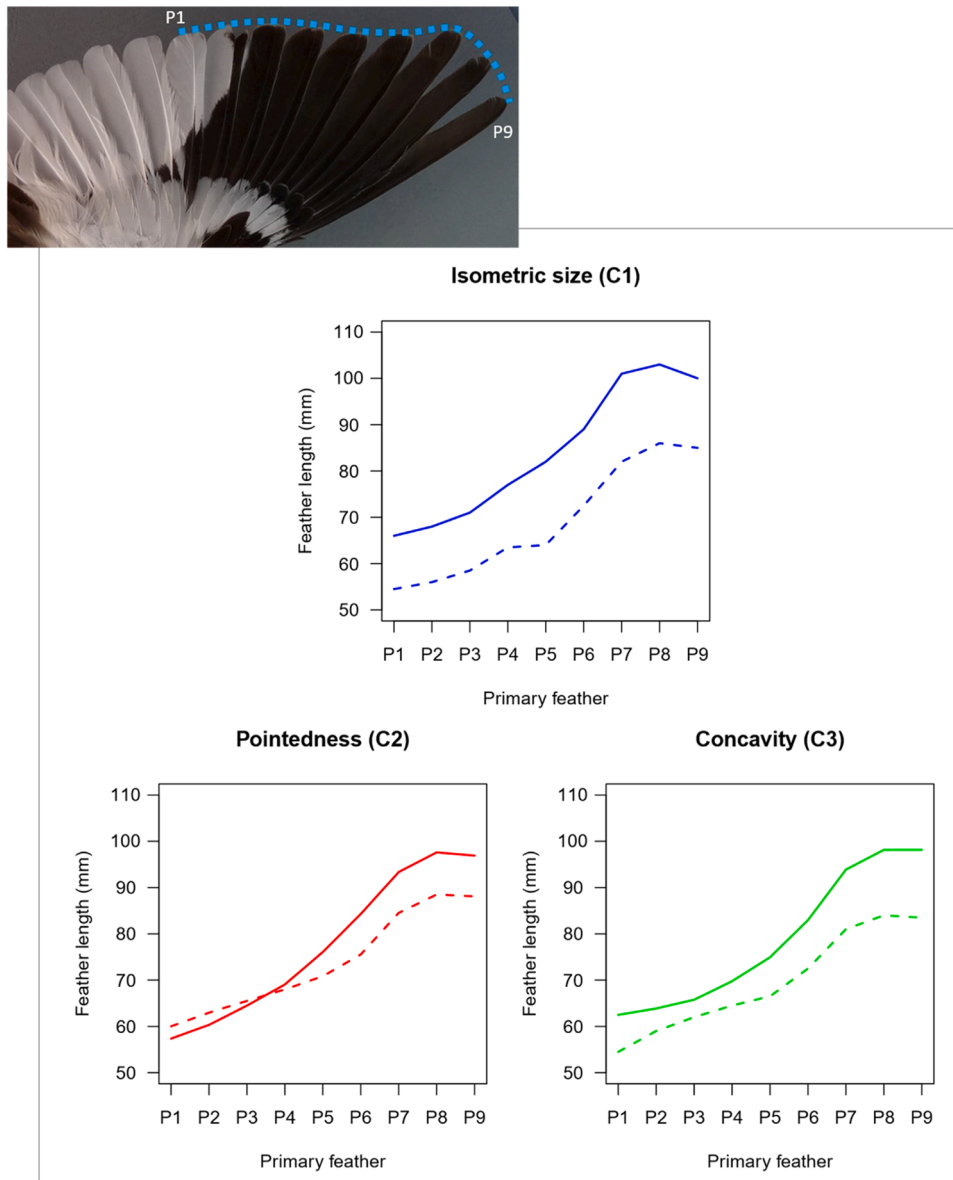 P1
P9
Isometric size (C1)
Feather length (mm)
110
100
90
80
70
60
50
P1 P2 P3 P4 P5 P6 P7 P8 P9
Primary feather
Pointedness (C2)
Feather length (mm)
110
100
90
80
70
60
50
P1 P2 P3 P4 P5 P6 P7 P8 P9
Primary feather
Concavity (C3)
Feather length (mm)
110
100
90
80
70
60
50
P1 P2 P3 P4 P5 P6 P7 P8 P9
Primary feather